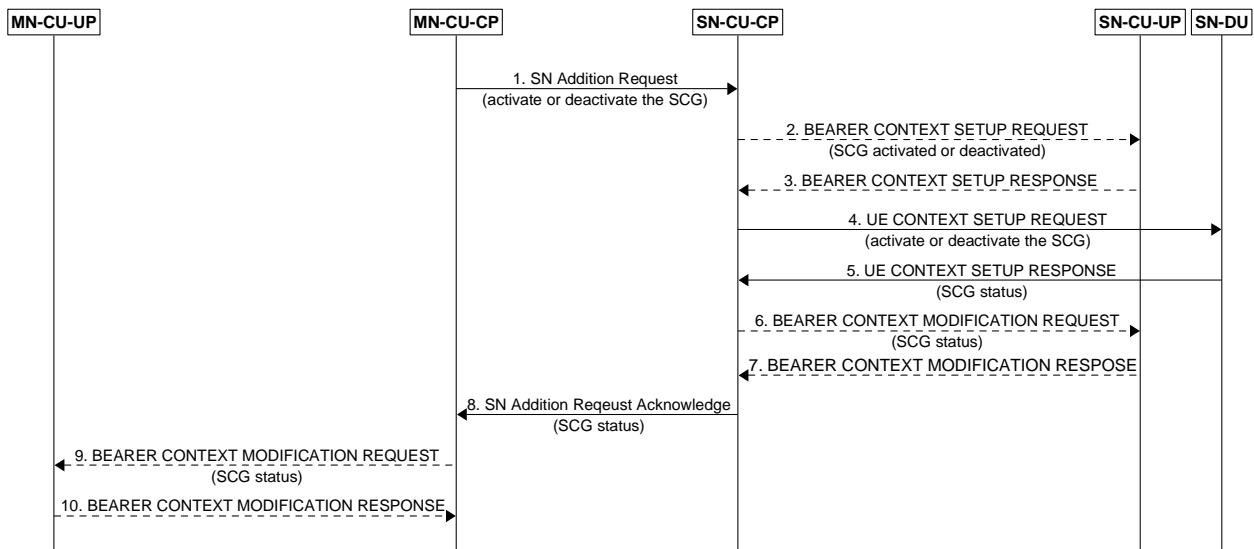 MN-CU-UP
MN-CU-CP
SN-CU-CP
SN-CU-UP
SN-DU
1. SN Addition Request
(activate or deactivate the SCG)
2. BEARER CONTEXT SETUP REQUEST
(SCG activated or deactivated)
3. BEARER CONTEXT SETUP RESPONSE
4. UE CONTEXT SETUP REQUEST
(activate or deactivate the SCG)
5. UE CONTEXT SETUP RESPONSE
(SCG status)
6. BEARER CONTEXT MODIFICATION REQUEST
(SCG status)
7. BEARER CONTEXT MODIFICATION RESPOSE
8. SN Addition Reqeust Acknowledge
(SCG status)
9. BEARER CONTEXT MODIFICATION REQUEST
(SCG status)
10. BEARER CONTEXT MODIFICATION RESPONSE